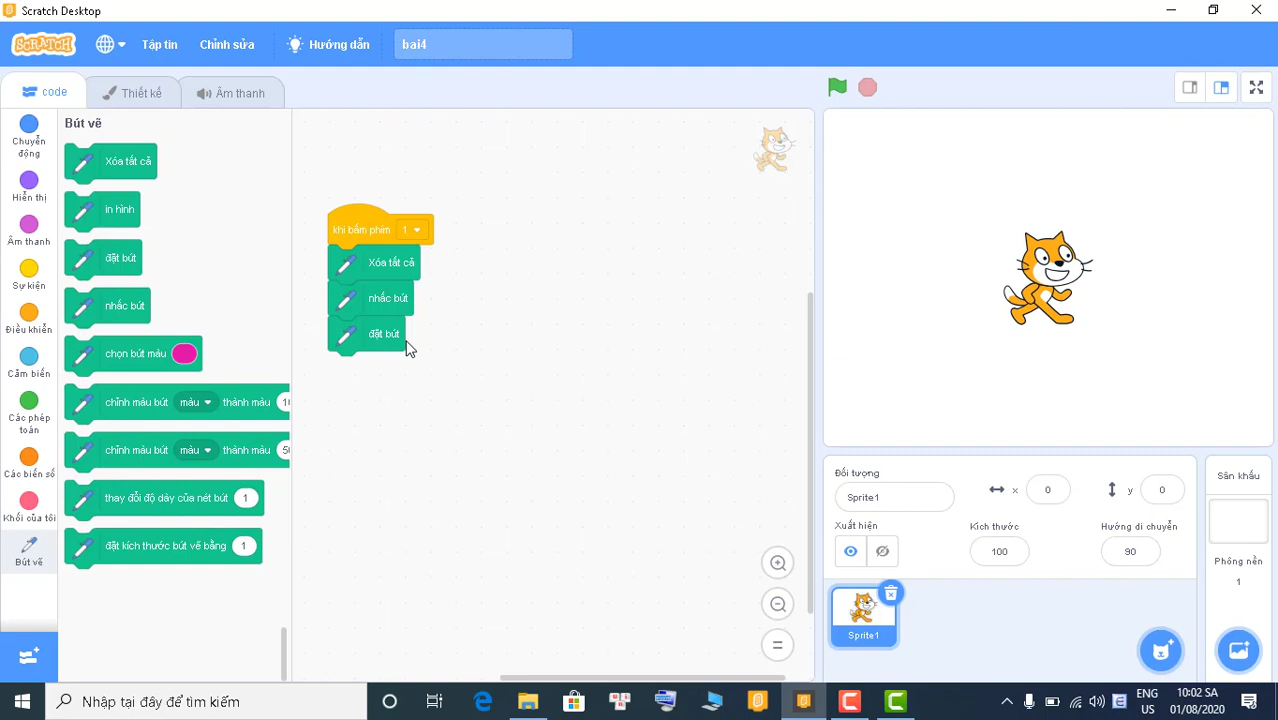 Scratch Desktop
SCRATCH
Tập tin
Chỉnh sửa
Hướng dẫn
bai4
code
Thiết kế
Âm thanh
Chuyển động
Hiển thị
Âm thanh
Sự kiện
Điều khiển
Cảm biến
Các phép toán
Các biến số
Khối của tôi
Bút vẽ
Bút vẽ
Xóa tất cả
in hình
đặt bút
nhấc bút
chọn bút màu
chỉnh màu bút màu thành màu 10
chỉnh màu bút màu thành màu 50
thay đổi độ dày của nét bút 1
đặt kích thước bút vẽ bằng 1
khi bấm phím 1
Xóa tất cả
nhấc bút
đặt bút
Đối tượng
Sprite1
x 0
y 0
Xuất hiện
Kích thước
100
Hướng di chuyển
90
Sprite1
Sân khấu
Phông nền
1
Nhập tại đây để tìm kiếm
ENG
US
10:02 SA
01/08/2020